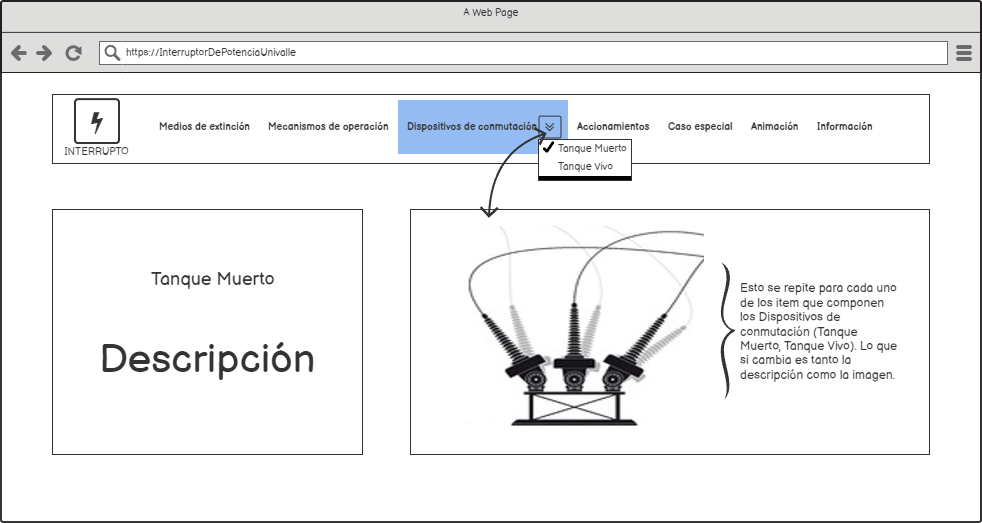 A Web Page
https://InterruptorDePotenciaUnivalle
INTERRUPTO
Medios de extinción
Mecanismos de operación
Dispositivos de conmutación
Accionamientos
Caso especial
Animación
Información
Tanque Muerto
Tanque Vivo
Tanque Muerto
Descripción
Esto se repite para cada uno
de los item que componen
los Dispositivos de
conmutación (Tanque
Muerto, Tanque Vivo). Lo que
si cambia es tanto la
descripción como la imagen.